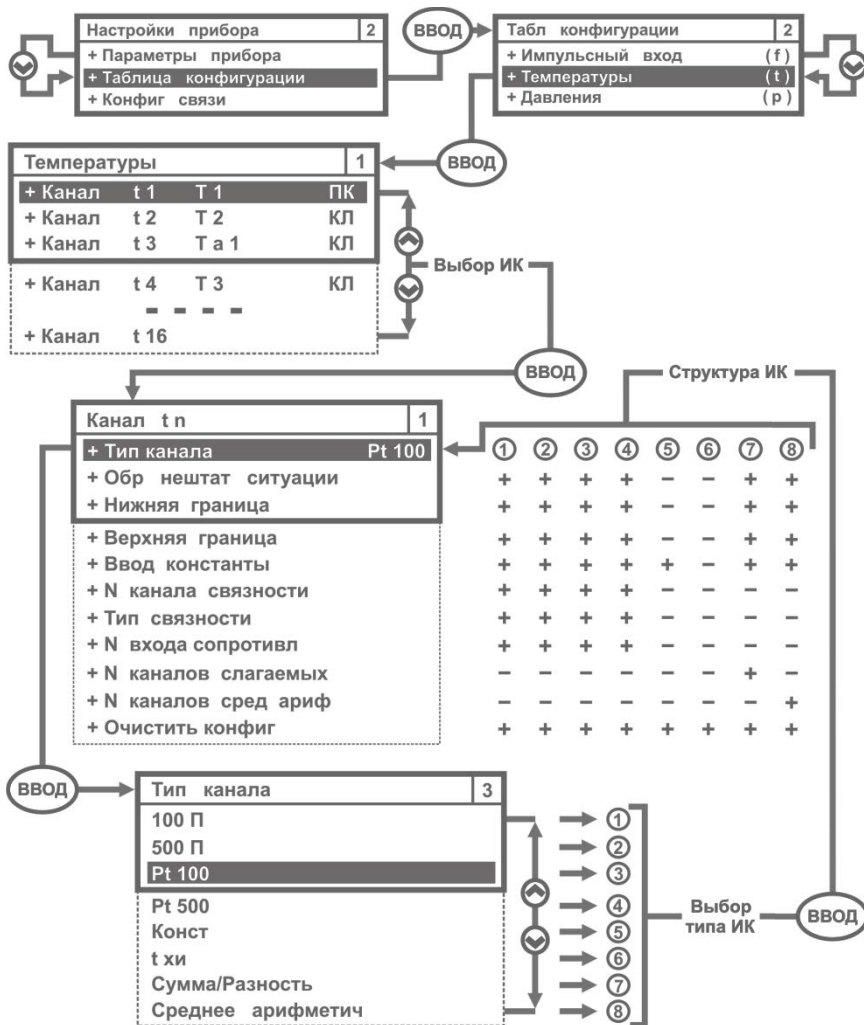 Настройки прибора 2
+ Параметры прибора
+ Таблица конфигурации
+ Конфиг связи
ВВОД
Табл конфигурации 2
+ Импульсный вход (f)
+ Температуры (t)
+ Давления (p)
ВВОД
Температуры 1
+ Канал t 1 T 1 ПК
+ Канал t 2 T 2 КЛ
+ Канал t 3 T a 1 КЛ
+ Канал t 4 T 3 КЛ
– – – –
+ Канал t 16
Выбор ИК
ВВОД
Структура ИК
Канал t n 1
+ Тип канала Pt 100 ① ② ③ ④ ⑤ ⑥ ⑦ ⑧
+ Обр нештат ситуации + + + + – – + +
+ Нижняя граница + + + + – – + +
+ Верхняя граница + + + + – – + +
+ Ввод константы + + + + + – + +
+ N канала связности + + + + – – – –
+ Тип связности + + + + – – – –
+ N входа сопротивл + + + + – – – –
+ N каналов слагаемых – – – – – – + –
+ N каналов сред ариф – – – – – – – +
+ Очистить конфиг + + + + + + + +
ВВОД
Тип канала 3
100 П ①
500 П ②
Pt 100 ③
Pt 500 ④
Конст ⑤
t хи ⑥
Сумма/Разность ⑦
Среднее арифметич ⑧
Выбор
типа ИК
ВВОД